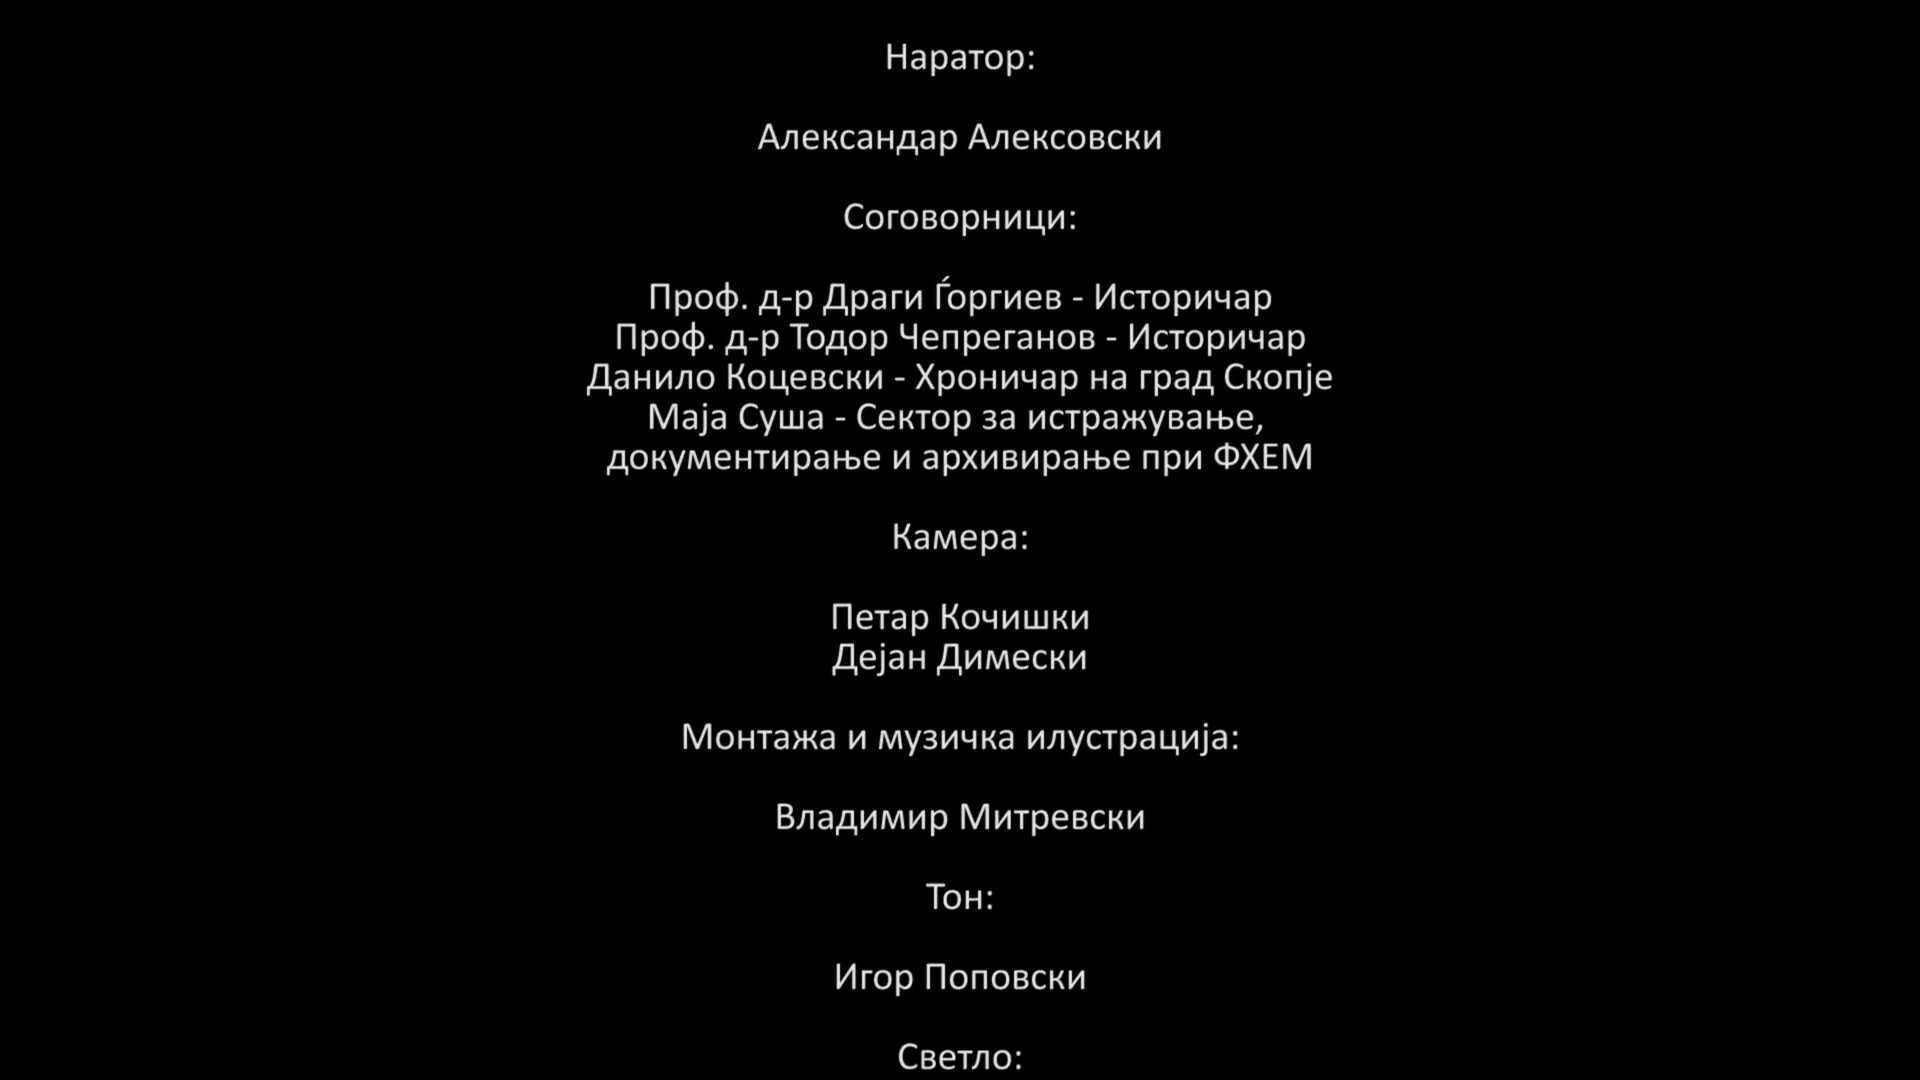 Наратор:
Александар Алексовски
Соговорници:
Проф. д-р Драги Ѓоргиев - Историчар
Проф. д-р Тодор Чепреганов - Историчар
Данило Коцевски - Хроничар на град Скопје
Маја Суша - Сектор за истражување,
документирање и архивирање при ФХЕМ
Камера:
Петар Кочишки
Дејан Димески
Монтажа и музичка илустрација:
Владимир Митревски
Тон:
Игор Поповски
Светло: